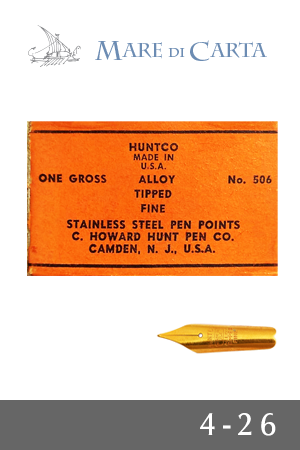 MARE DI CARTA
HUNTCO
MADE IN
U.S.A.
ONE GROSS ALLOY No. 506
TIPPED
FINE
STAINLESS STEEL PEN POINTS
C. HOWARD HUNT PEN CO.
CAMDEN, N. J., U.S.A.
4-26